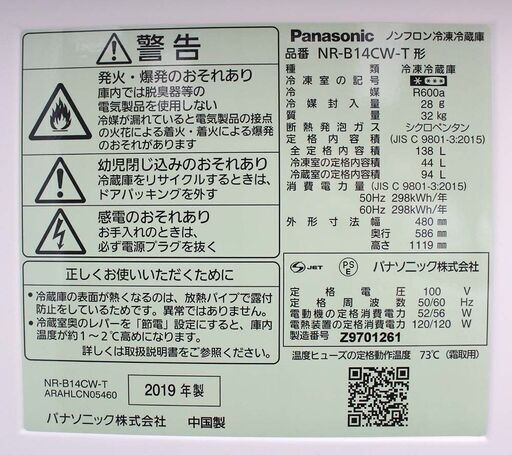 警告
発火・爆発のおそれあり
庫内では脱臭器等の
電気製品を使用しない
冷媒が漏れていると電気製品の接点
の火花による着火・着火・爆発の
おそれがあります
幼児閉じ込みのおそれあり
冷蔵庫をリサイクルするときは、
ドアパッキングを外す
感電のおそれあり
お手入れのときは、
必ず電源プラグを抜く
正しくお使いいただくために
・冷蔵庫の表面が熱くなるのは、放熱パイプで露付
防止をしているためです。異常ではありません。
・冷蔵室奥のレバーを「節電」設定にすると、庫内
温度が約1~2℃高めになります。
詳しくは取扱説明書をご参照ください。
NR-B14CW-T
ARAHLCN05460
2019 年製
パナソニック株式会社 中国製
Panasonic ノンフロン冷凍冷蔵庫
品番 NR-B14CW-T 形
種類 冷凍冷蔵庫
冷凍室の記号
冷媒 R600a
冷媒封入量 28 g
質量 32 kg
断熱発泡ガス シクロペンタン
定格内容積 (JIS C 9801-3:2015)
全定格内容積 138 L
冷凍室の定格内容積 44 L
冷蔵室の定格内容積 94 L
消費電力量 (JIS C 9801-3:2015)
50Hz 298kWh/年
60Hz 298kWh/年
外形寸法 幅 480 mm
奥行 586 mm
高さ 1119 mm
S JET PS E パナソニック株式会社
定格電圧 100 V
定格周波数 50/60 Hz
電動機の定格消費電力 52/56 W
電熱装置の定格消費電力 120/120 W
製造番号 Z9701261
温度ヒューズの定格動作温度 73℃ (霜取用)